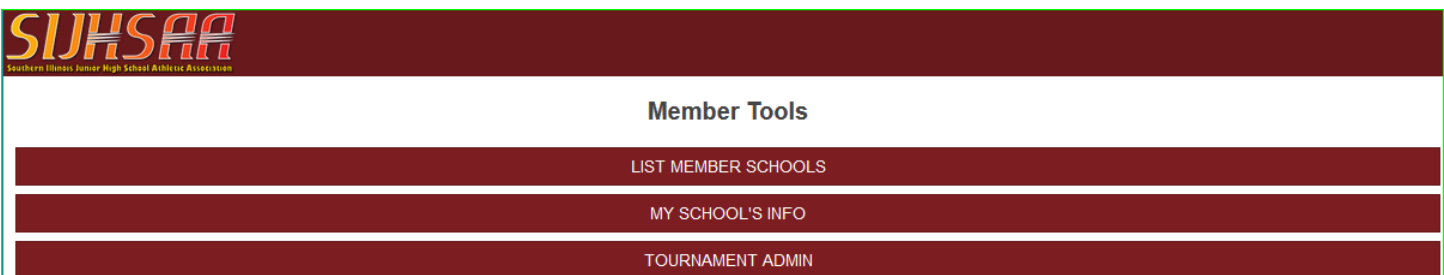 SIJHSAA
Southern Illinois Junior High School Athletic Association
Member Tools
LIST MEMBER SCHOOLS
MY SCHOOL'S INFO
TOURNAMENT ADMIN